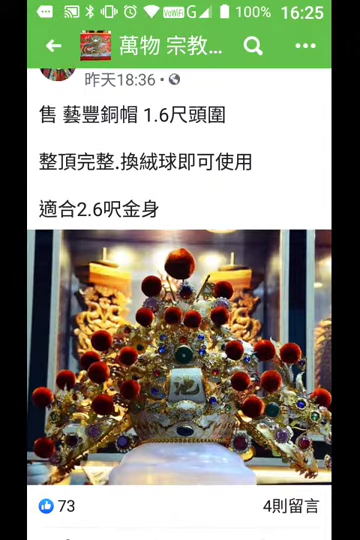 VoWiFi G 100% 16:25
萬物 宗教...
昨天18:36
售 藝豐銅帽 1.6尺頭圍
整頂完整.換絨球即可使用
適合2.6呎金身
池
73 4則留言